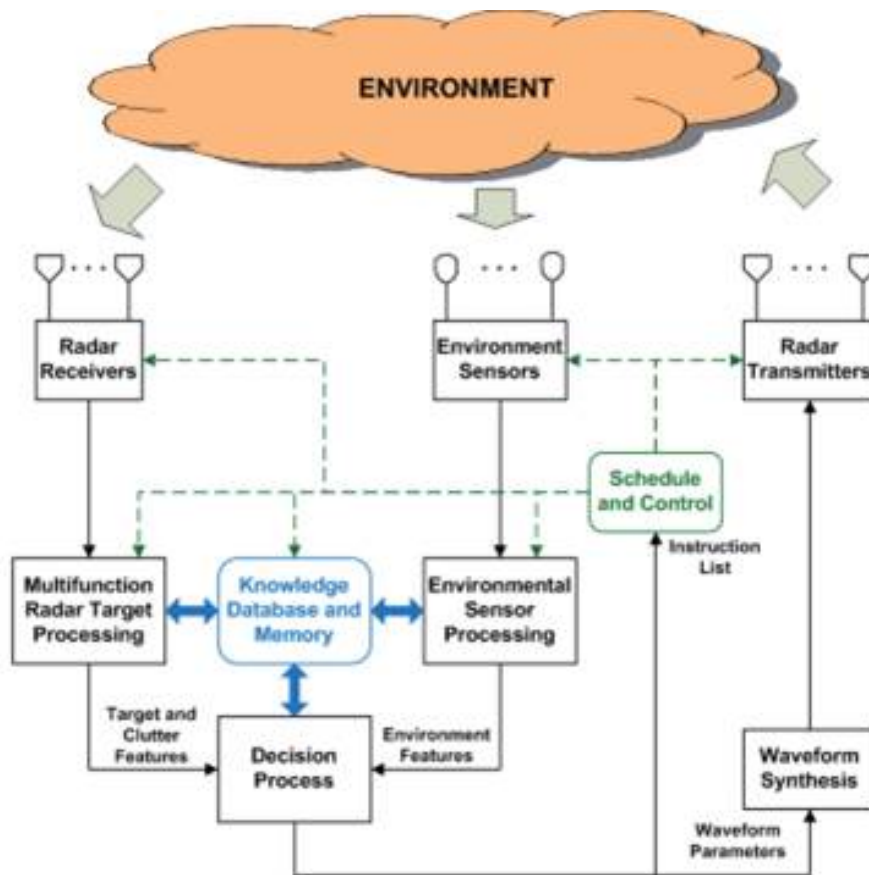 ENVIRONMENT
Radar
Receivers
Environment
Sensors
Radar
Transmitters
Schedule
and Control
Instruction
List
Multifunction
Radar Target
Processing
Knowledge
Database and
Memory
Environmental
Sensor
Processing
Target and
Clutter
Features
Decision
Process
Environment
Features
Waveform
Synthesis
Waveform
Parameters